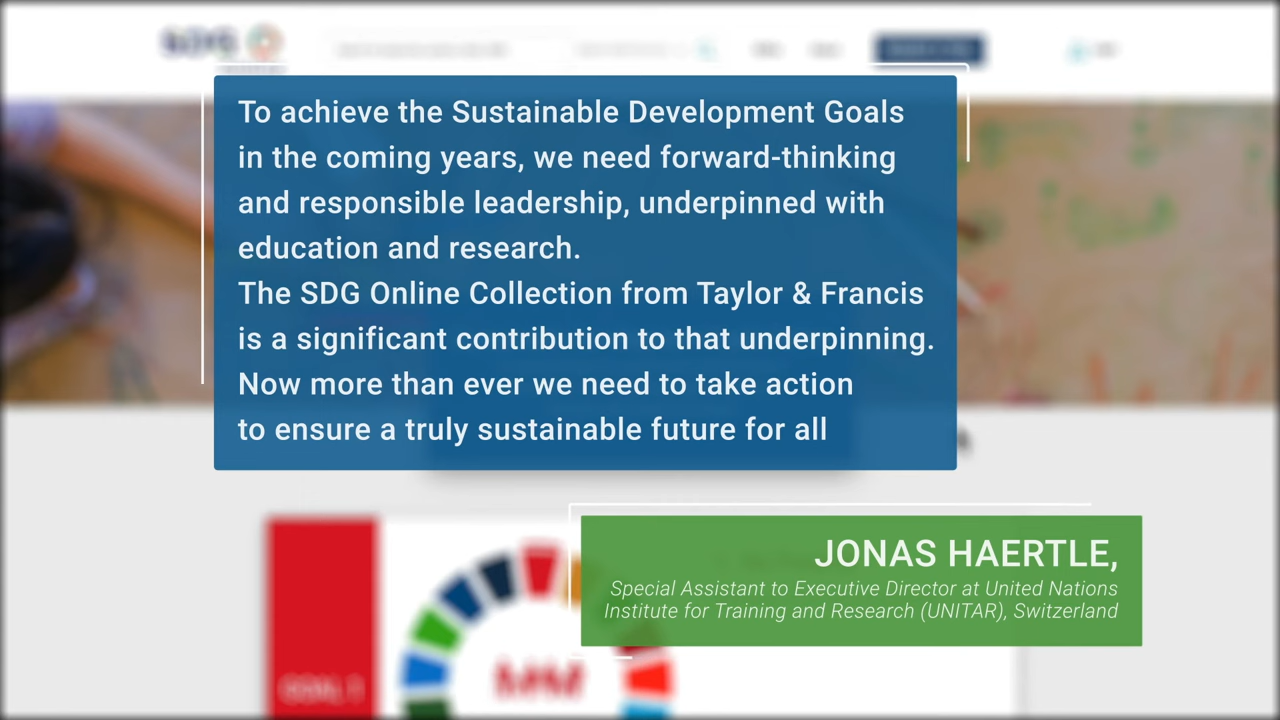 To achieve the Sustainable Development Goals
in the coming years, we need forward-thinking
and responsible leadership, underpinned with
education and research.
The SDG Online Collection from Taylor & Francis
is a significant contribution to that underpinning.
Now more than ever we need to take action
to ensure a truly sustainable future for all
JONAS HAERTLE,
Special Assistant to Executive Director at United Nations
Institute for Training and Research (UNITAR), Switzerland
GOAL 1